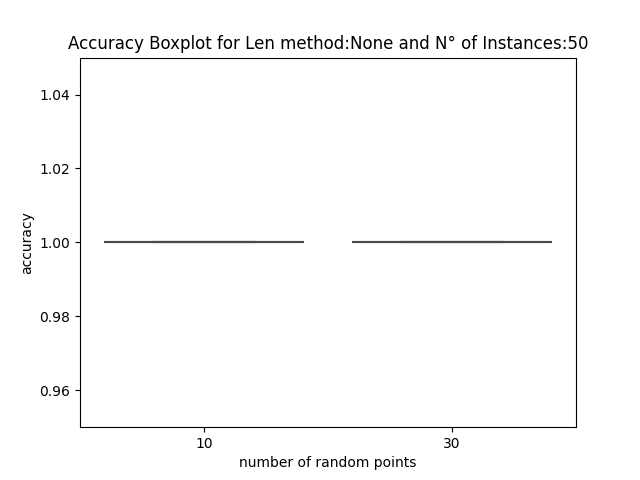 Accuracy Boxplot for Len method:None and N° of Instances:50
1.04
1.02
1.00
0.98
0.96
accuracy
10 30
number of random points